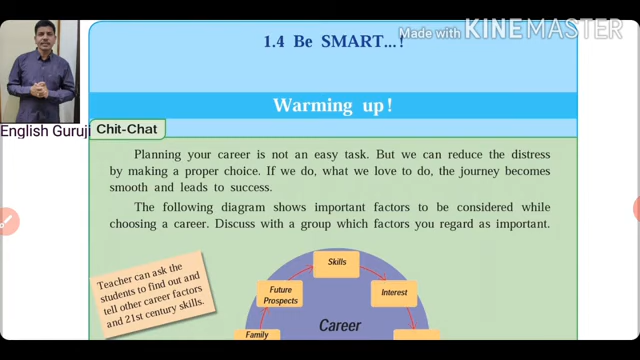 1.4 Be SMART...!
Made with KINEMASTER
Warming up!
English Guruji
Chit-Chat
Planning your career is not an easy task. But we can reduce the distress
by making a proper choice. If we do, what we love to do, the journey becomes
smooth and leads to success.
The following diagram shows important factors to be considered while
choosing a career. Discuss with a group which factors you regard as important.
Teacher can ask the
students to find out and
tell other career factors
and 21st century skills.
Skills
Future
Prospects
Interest
Career
Family